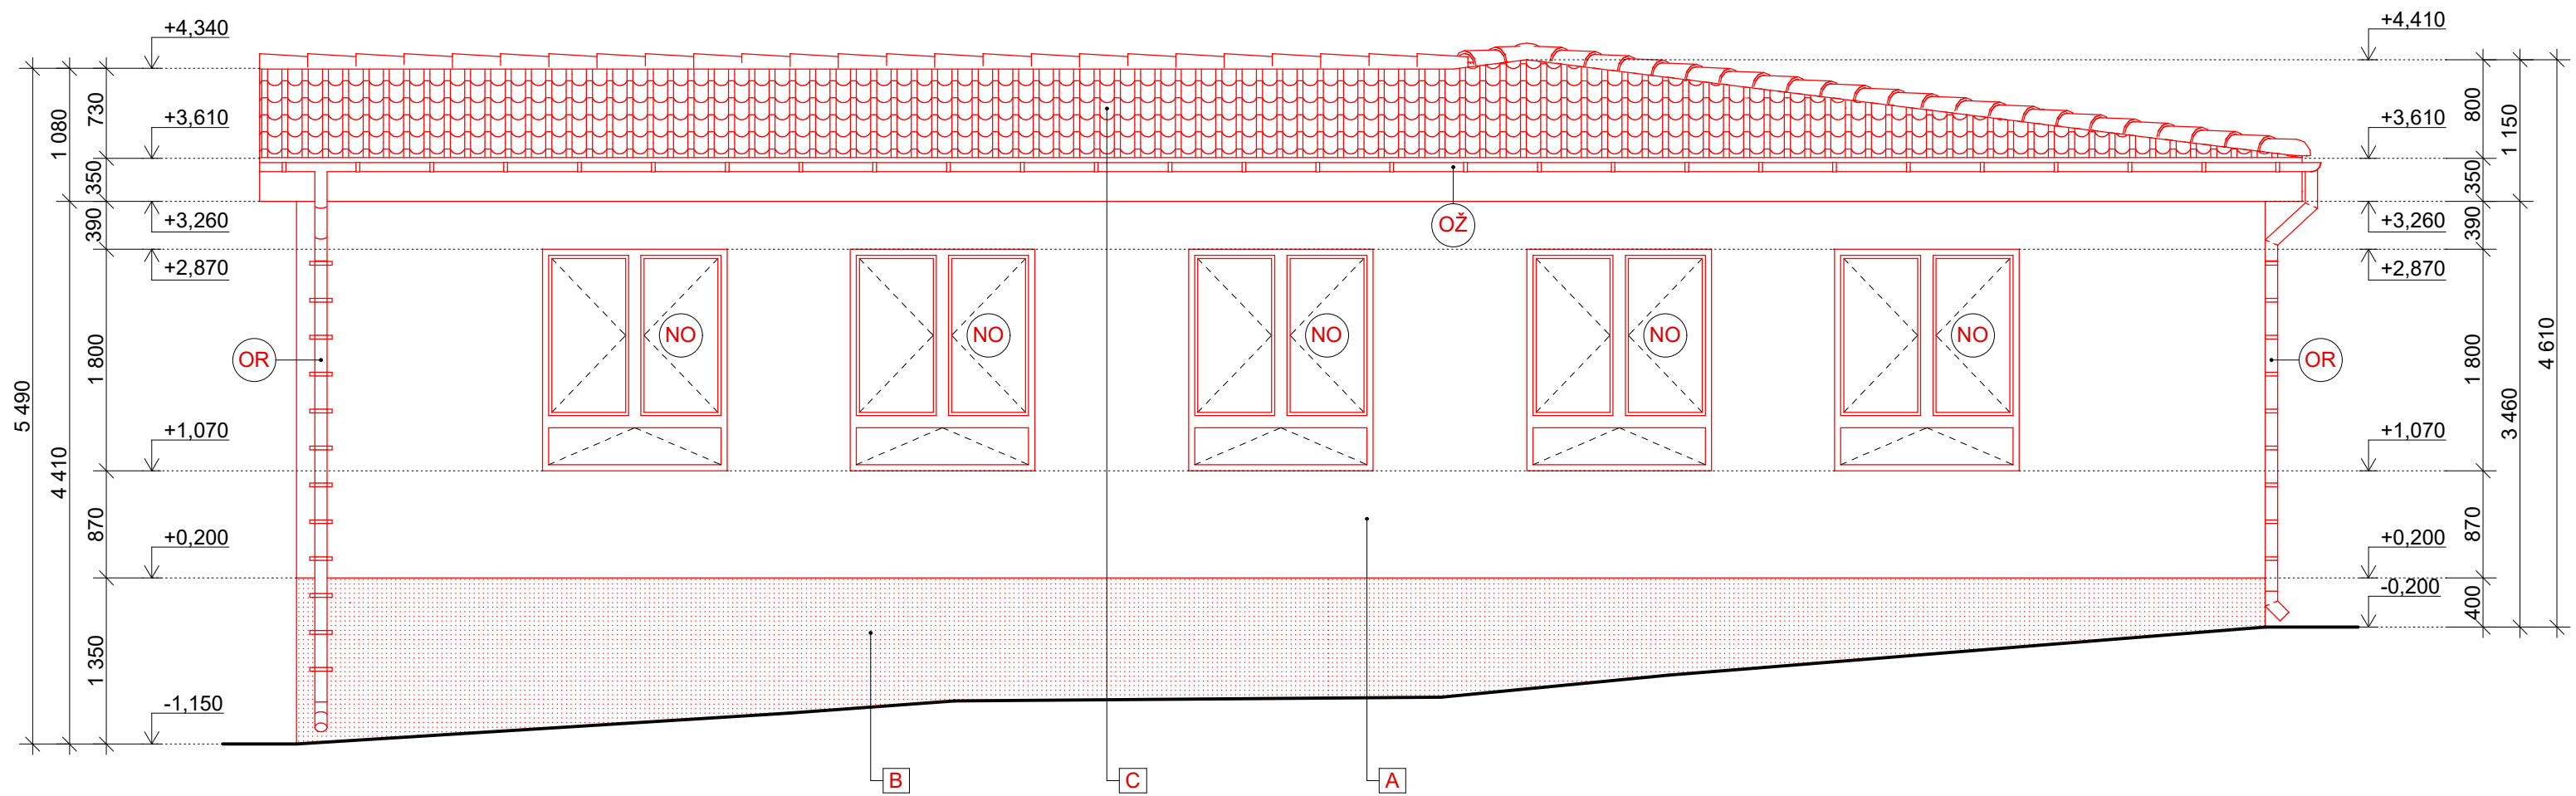 +4,340
+4,410
730
1 080
+3,610
350
+3,260
390
+2,870
800
1 150
+3,610
350
+3,260
390
+2,870
OŽ
NO
NO
NO
NO
NO
OR
OR
5 490
4 410
1 800
+1,070
870
+0,200
1 350
-1,150
1 800
4 610
3 460
+1,070
870
+0,200
-0,200
400
B
C
A